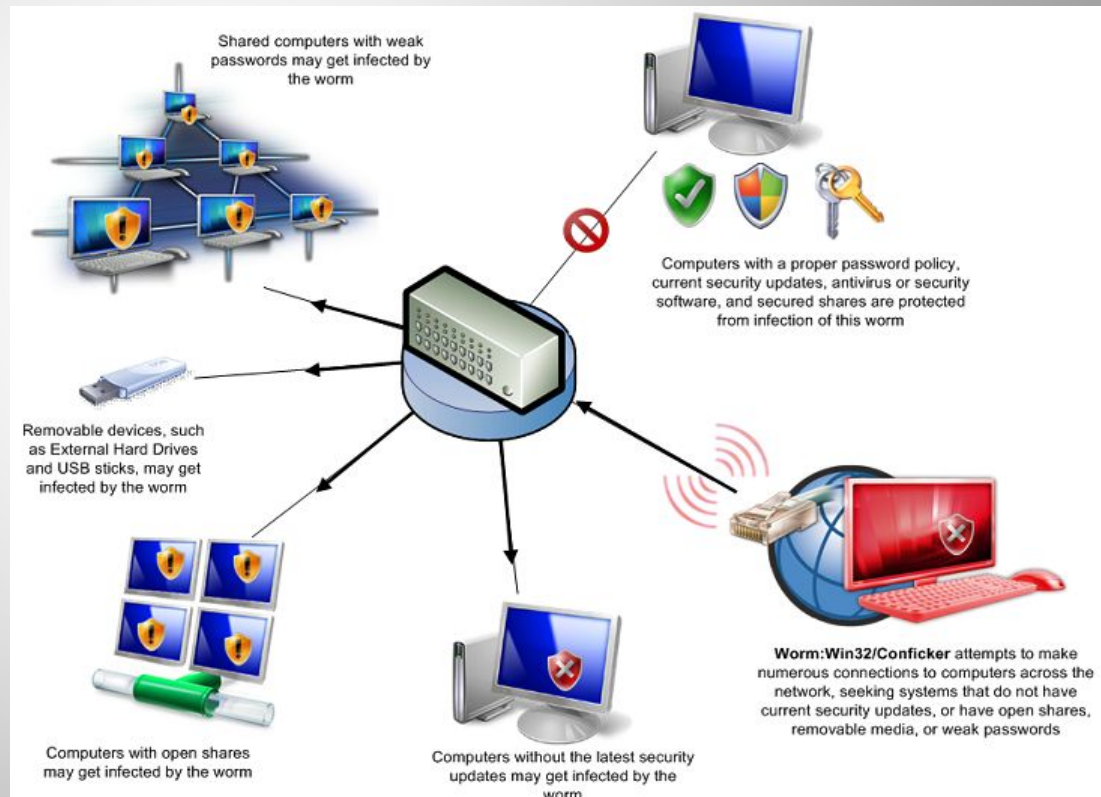 Shared computers with weak
passwords may get infected by
the worm
Computers with a proper password policy,
current security updates, antivirus or security
software, and secured shares are protected
from infection of this worm
Removable devices, such
as External Hard Drives
and USB sticks, may get
infected by the worm
Worm:Win32/Conficker attempts to make
numerous connections to computers across the
network, seeking systems that do not have
current security updates, or have open shares,
removable media, or weak passwords
Computers with open shares
may get infected by the worm
Computers without the latest security
updates may get infected by the
worm